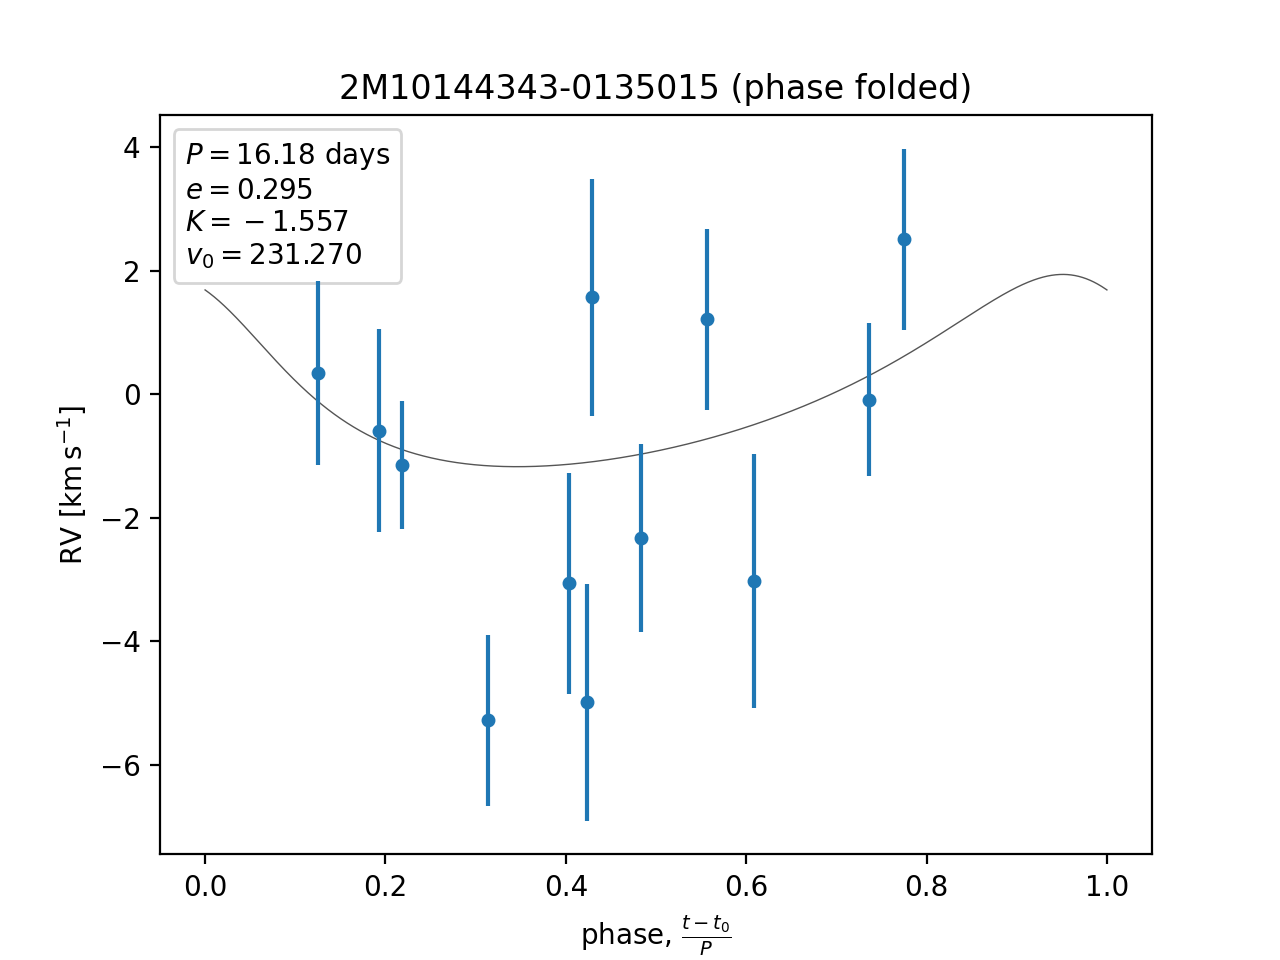 2M10144343-0135015 (phase folded)
P = 16.18 days
e = 0.295
K = −1.557
v₀ = 231.270
4
2
0
−2
−4
−6
RV [km s⁻¹]
0.0 0.2 0.4 0.6 0.8 1.0
phase, (t − t₀)/P